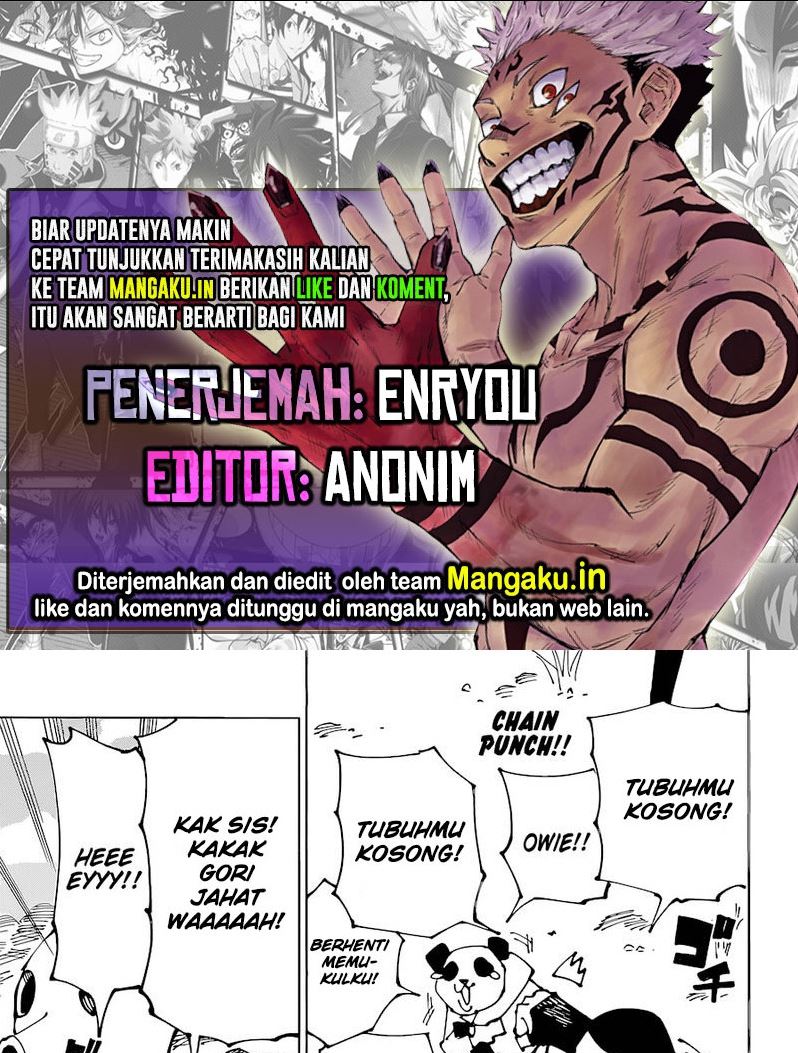 BIAR UPDATENYA MAKIN
CEPAT TUNJUKKAN TERIMAKASIH KALIAN
KE TEAM MANGAKU.IN BERIKAN LIKE DAN KOMENT,
ITU AKAN SANGAT BERARTI BAGI KAMI
PENERJEMAH: ENRYOU
EDITOR: ANONIM
Diterjemahkan dan diedit oleh team Mangaku.in
like dan komennya ditunggu di mangaku yah, bukan web lain.
TUBUHMU
KOSONG!
CHAIN
PUNCH!!
OWIE!!
TUBUHMU
KOSONG!
BERHENTI
MEMU-
KULKU!
ゴ
チ
KAK SIS!
KAKAK
GORI
JAHAT
WAAAAAH!
HEEE
EYYY!!